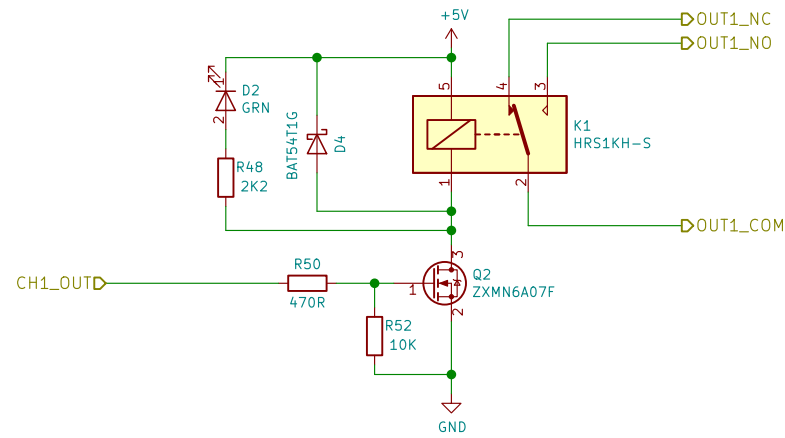 +5V
OUT1_NC
OUT1_NO
1
D2
GRN
2
BAT54T1G
D4
5
4
3
K1
HRS1KH-S
R48
2K2
1
2
OUT1_COM
3
Q2
ZXMN6A07F
CH1_OUT
R50
470R
1
2
R52
10K
GND